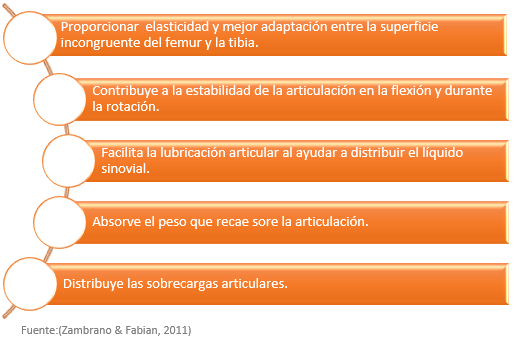 Proporcionar elasticidad y mejor adaptación entre la superficie
incongruente del femur y la tibia.
Contribuye a la estabilidad de la articulación en la flexión y durante
la rotación.
Facilita la lubricación articular al ayudar a distribuir el líquido
sinovial.
Absorve el peso que recae sore la articulación.
Distribuye las sobrecargas articulares.
Fuente:(Zambrano & Fabian, 2011)